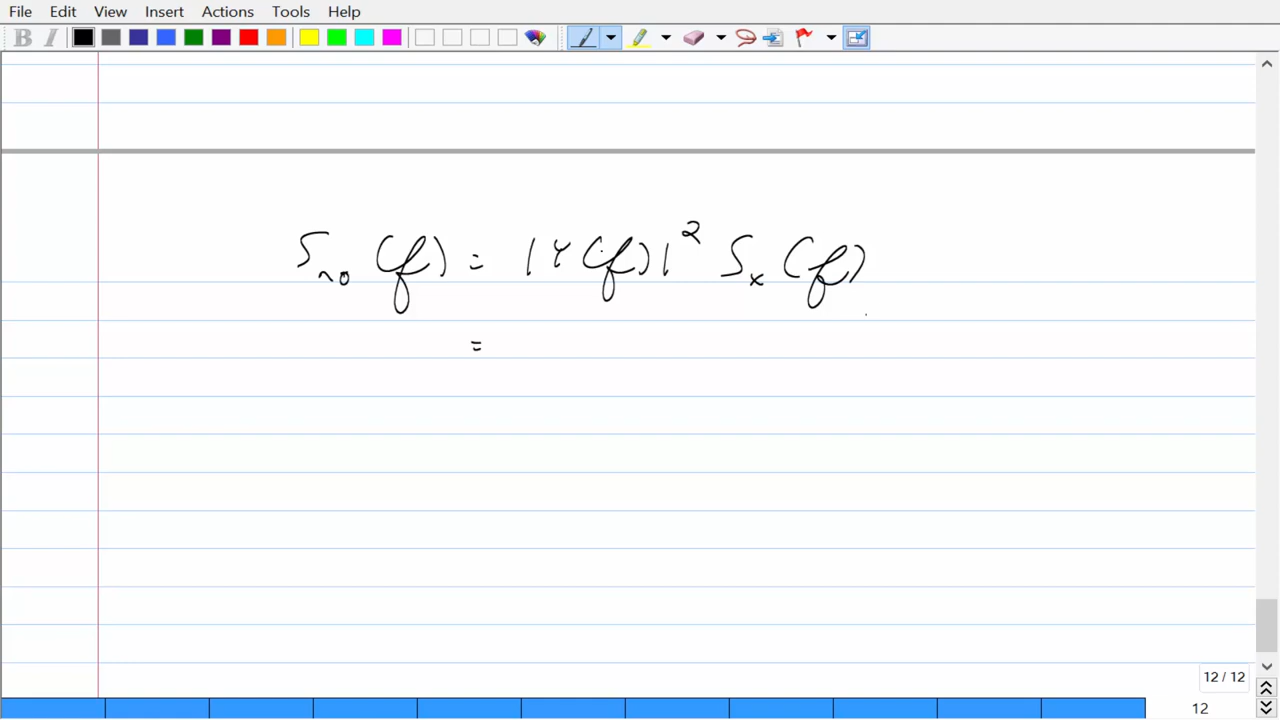 File Edit View Insert Actions Tools Help
B I
S_no (f) = |H(f)|² S_x (f)
=
12 / 12
12